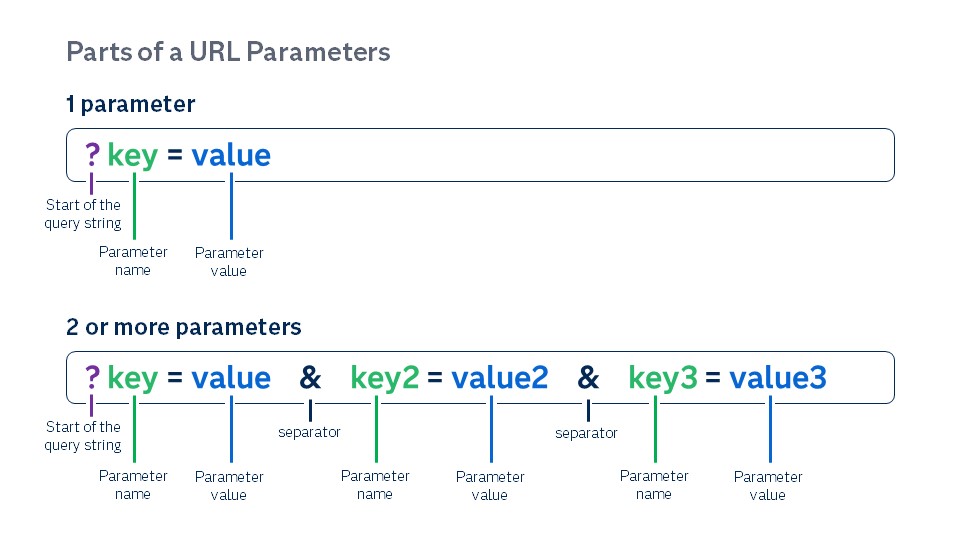 Parts of a URL Parameters
1 parameter
? key = value
Start of the
query string
Parameter
name
Parameter
value
2 or more parameters
? key = value & key2 = value2 & key3 = value3
Start of the
query string
separator
separator
Parameter
name
Parameter
value
Parameter
name
Parameter
value
Parameter
name
Parameter
value